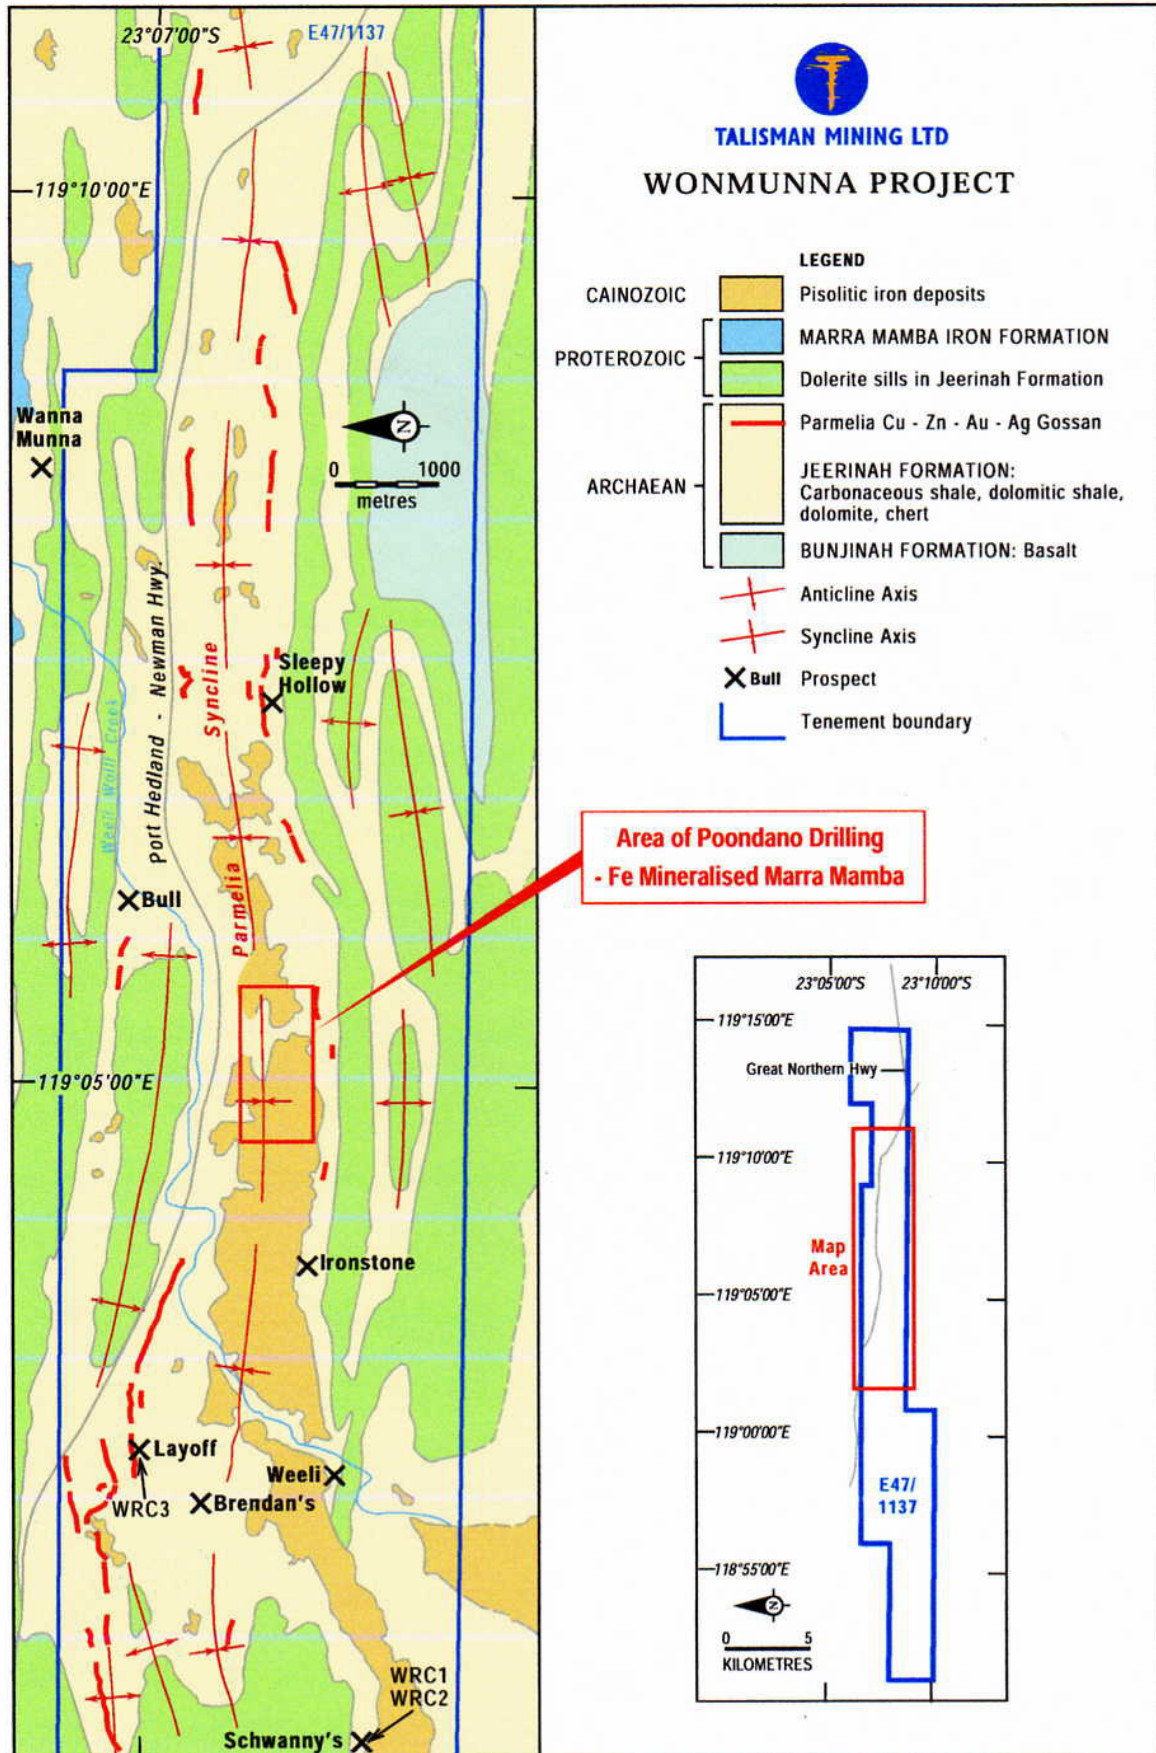 23°07'00"S
E47/1137
119°10'00"E
Wanna
Munna
N
0 1000
metres
Port Hedland - Newman Hwy.
Weeli Wolli Creek
Syncline
Parmelia
Sleepy
Hollow
Bull
119°05'00"E
Ironstone
Layoff
WRC3
Brendan's
Weeli
WRC1
WRC2
Schwanny's
TALISMAN MINING LTD
WONMUNNA PROJECT
LEGEND
CAINOZOIC
Pisolitic iron deposits
PROTEROZOIC
MARRA MAMBA IRON FORMATION
Dolerite sills in Jeerinah Formation
ARCHAEAN
Parmelia Cu - Zn - Au - Ag Gossan
JEERINAH FORMATION:
Carbonaceous shale, dolomitic shale,
dolomite, chert
BUNJINAH FORMATION: Basalt
Anticline Axis
Syncline Axis
Bull Prospect
Tenement boundary
Area of Poondano Drilling
- Fe Mineralised Marra Mamba
23°05'00"S 23°10'00"S
119°15'00"E
Great Northern Hwy
119°10'00"E
Map
Area
119°05'00"E
119°00'00"E
E47/
1137
118°55'00"E
N
0 5
KILOMETRES